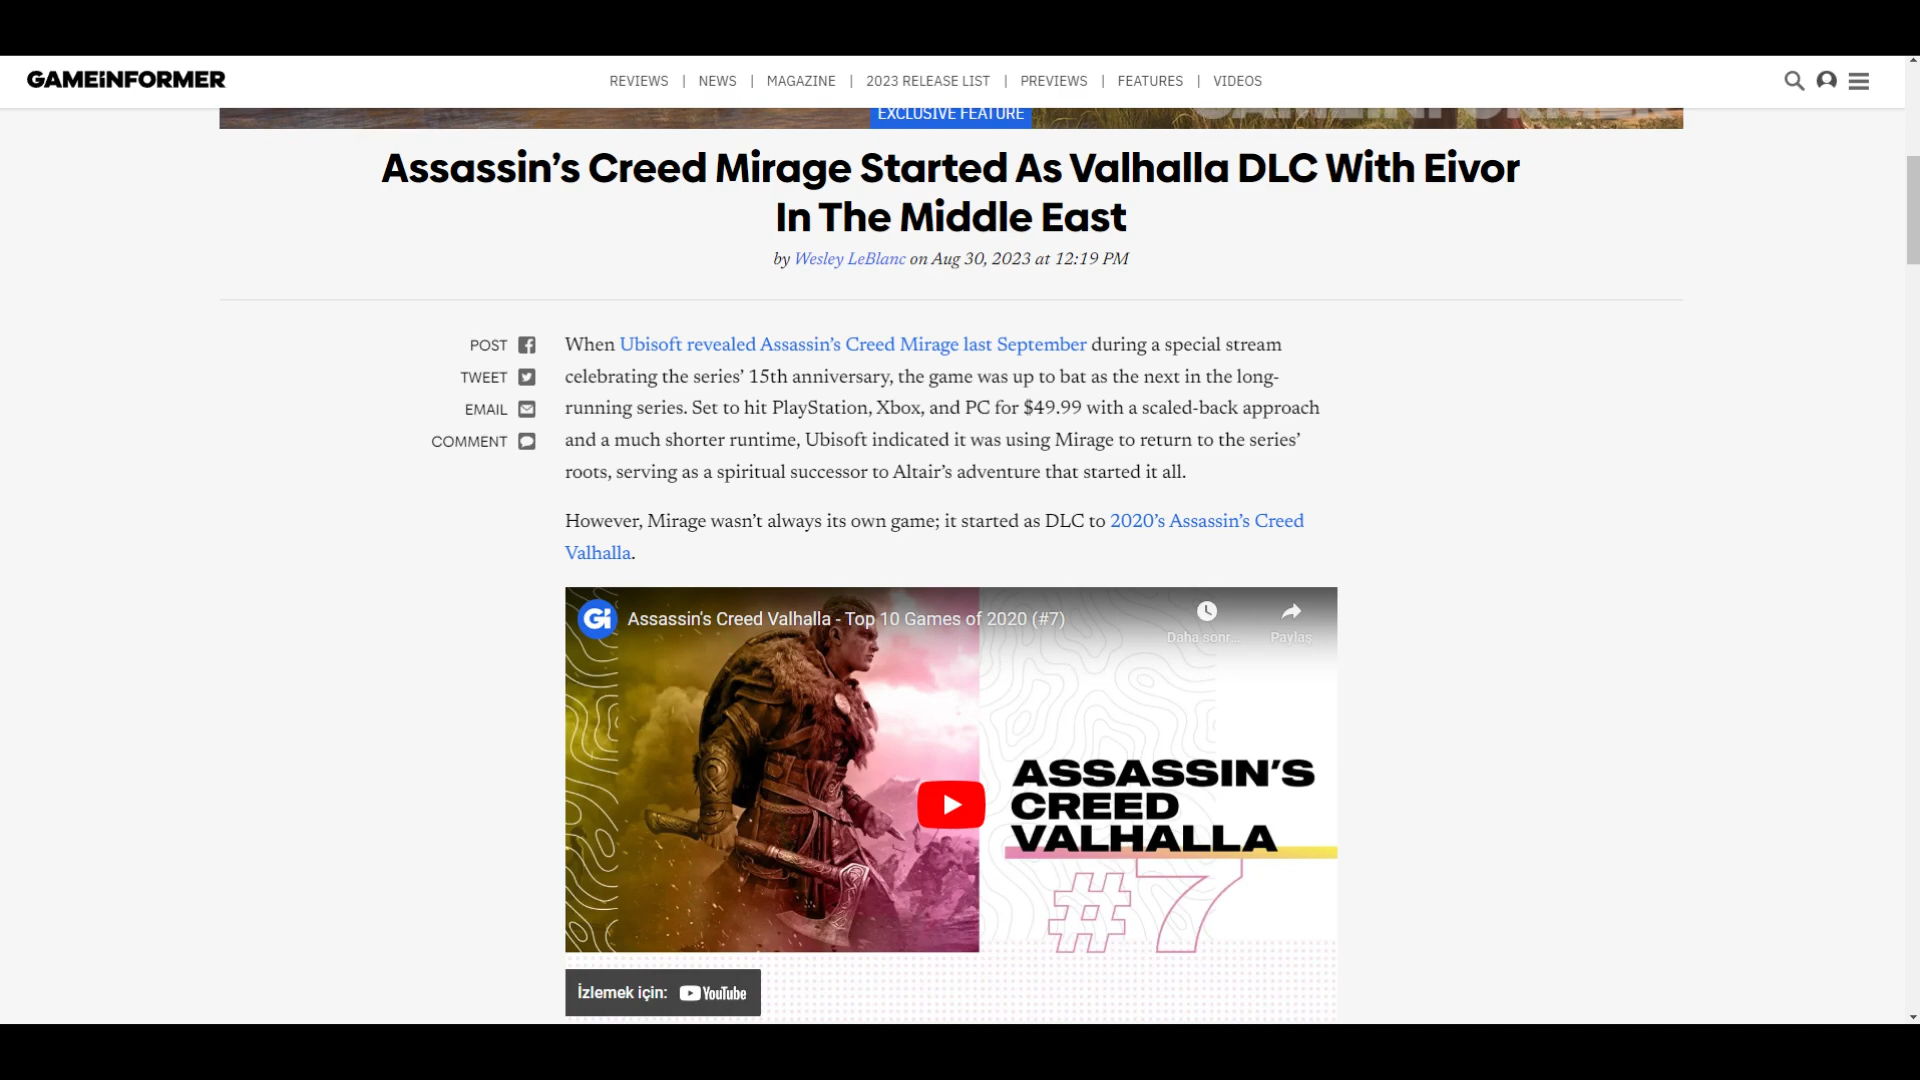 GAMEINFORMER
REVIEWS | NEWS | MAGAZINE | 2023 RELEASE LIST | PREVIEWS | FEATURES | VIDEOS
EXCLUSIVE FEATURE
Assassin’s Creed Mirage Started As Valhalla DLC With Eivor
In The Middle East
by Wesley LeBlanc on Aug 30, 2023 at 12:19 PM
POST
TWEET
EMAIL
COMMENT
When Ubisoft revealed Assassin’s Creed Mirage last September during a special stream
celebrating the series’ 15th anniversary, the game was up to bat as the next in the long-
running series. Set to hit PlayStation, Xbox, and PC for $49.99 with a scaled-back approach
and a much shorter runtime, Ubisoft indicated it was using Mirage to return to the series’
roots, serving as a spiritual successor to Altair’s adventure that started it all.
However, Mirage wasn’t always its own game; it started as DLC to 2020’s Assassin’s Creed
Valhalla.
Gi Assassin's Creed Valhalla - Top 10 Games of 2020 (#7)
Daha sonr... Paylaş
ASSASSIN’S
CREED
VALHALLA
#7
İzlemek için: YouTube